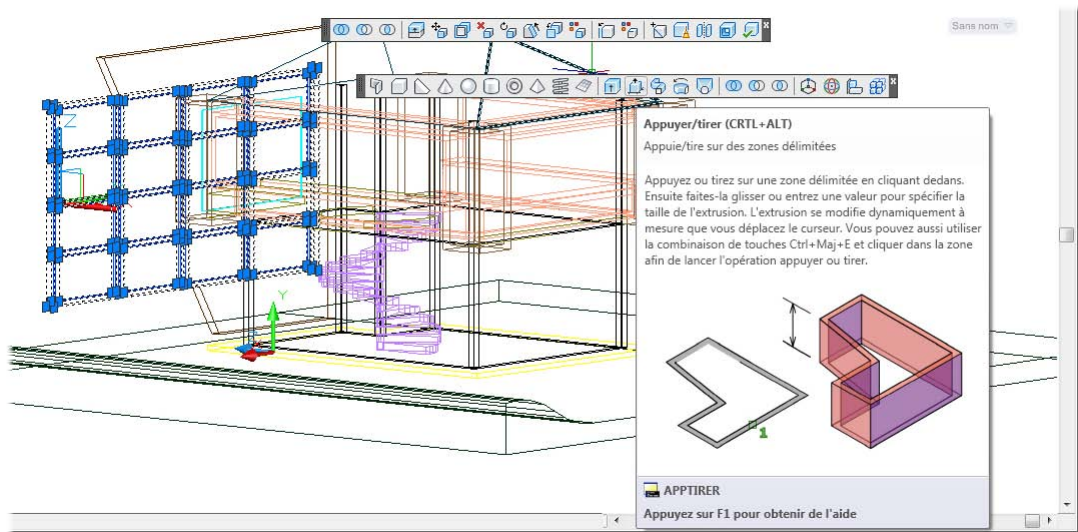 Sans nom
Z
Y
Appuyer/tirer (CRTL+ALT)
Appuie/tire sur des zones délimitées
Appuyez ou tirez sur une zone délimitée en cliquant dedans.
Ensuite faites-la glisser ou entrez une valeur pour spécifier la
taille de l'extrusion. L'extrusion se modifie dynamiquement à
mesure que vous déplacez le curseur. Vous pouvez aussi utiliser
la combinaison de touches Ctrl+Maj+E et cliquer dans la zone
afin de lancer l'opération appuyer ou tirer.
1
APPTIRER
Appuyez sur F1 pour obtenir de l'aide